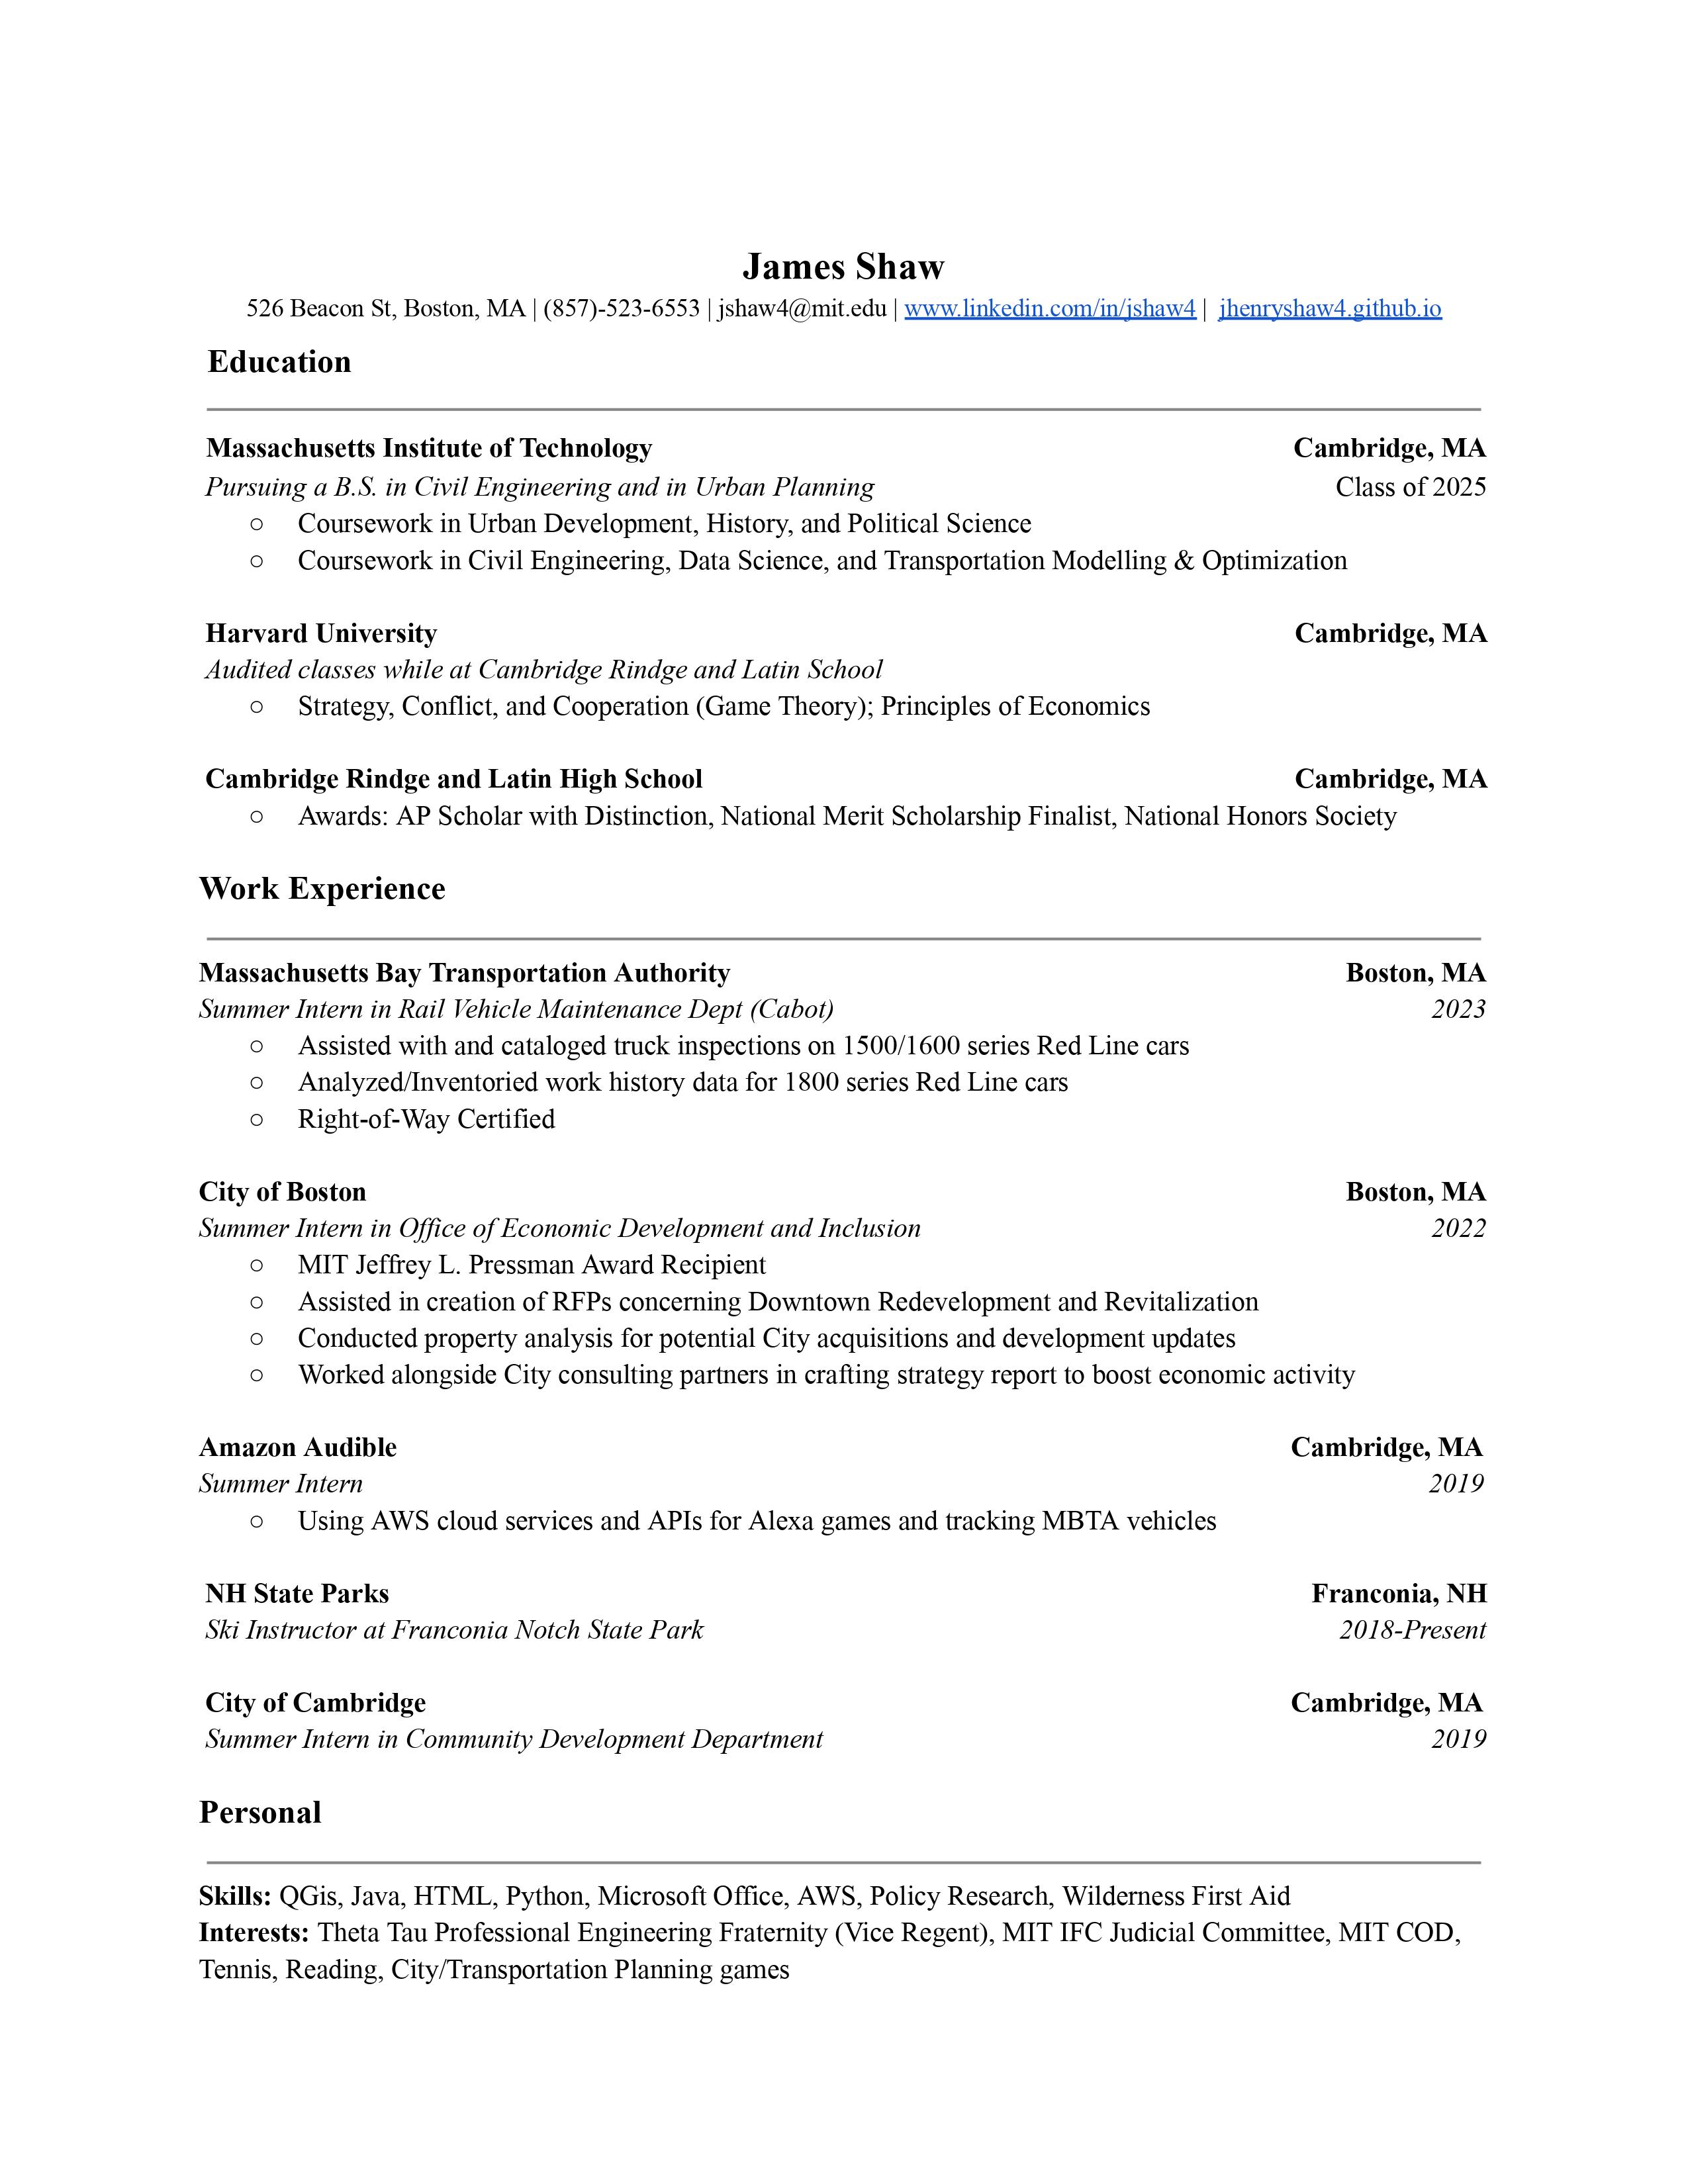 James Shaw
526 Beacon St, Boston, MA | (857)-523-6553 | jshaw4@mit.edu | www.linkedin.com/in/jshaw4 | jhenryshaw4.github.io
Education
Massachusetts Institute of Technology Cambridge, MA
Pursuing a B.S. in Civil Engineering and in Urban Planning Class of 2025
○ Coursework in Urban Development, History, and Political Science
○ Coursework in Civil Engineering, Data Science, and Transportation Modelling & Optimization
Harvard University Cambridge, MA
Audited classes while at Cambridge Rindge and Latin School
○ Strategy, Conflict, and Cooperation (Game Theory); Principles of Economics
Cambridge Rindge and Latin High School Cambridge, MA
○ Awards: AP Scholar with Distinction, National Merit Scholarship Finalist, National Honors Society
Work Experience
Massachusetts Bay Transportation Authority Boston, MA
Summer Intern in Rail Vehicle Maintenance Dept (Cabot) 2023
○ Assisted with and cataloged truck inspections on 1500/1600 series Red Line cars
○ Analyzed/Inventoried work history data for 1800 series Red Line cars
○ Right-of-Way Certified
City of Boston Boston, MA
Summer Intern in Office of Economic Development and Inclusion 2022
○ MIT Jeffrey L. Pressman Award Recipient
○ Assisted in creation of RFPs concerning Downtown Redevelopment and Revitalization
○ Conducted property analysis for potential City acquisitions and development updates
○ Worked alongside City consulting partners in crafting strategy report to boost economic activity
Amazon Audible Cambridge, MA
Summer Intern 2019
○ Using AWS cloud services and APIs for Alexa games and tracking MBTA vehicles
NH State Parks Franconia, NH
Ski Instructor at Franconia Notch State Park 2018-Present
City of Cambridge Cambridge, MA
Summer Intern in Community Development Department 2019
Personal
Skills: QGis, Java, HTML, Python, Microsoft Office, AWS, Policy Research, Wilderness First Aid
Interests: Theta Tau Professional Engineering Fraternity (Vice Regent), MIT IFC Judicial Committee, MIT COD,
Tennis, Reading, City/Transportation Planning games